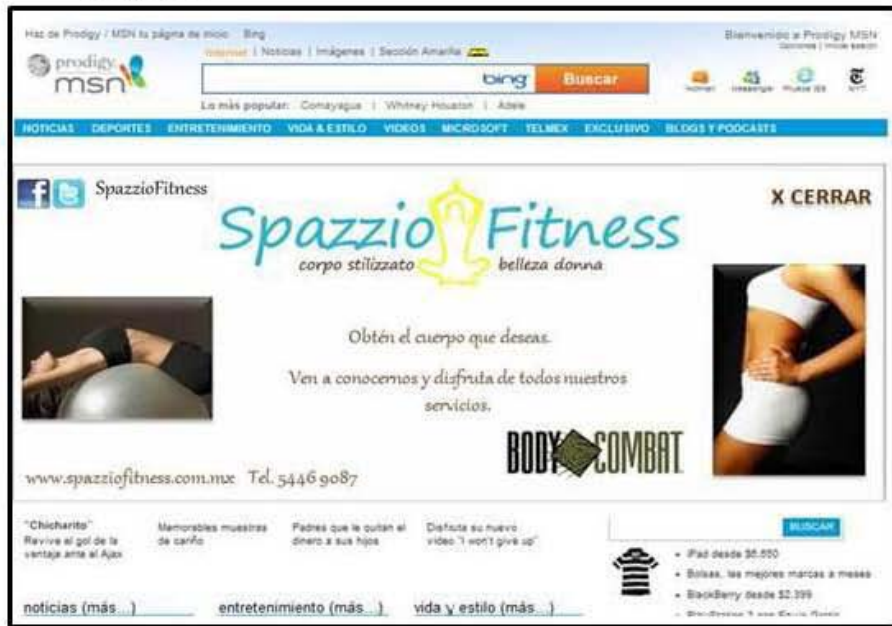 Haz de Prodigy / MSN tu página de inicio Bing
Bienvenido a Prodigy MSN
Opciones | Iniciar sesión
Internet | Noticias | Imágenes | Sección Amarilla
prodigy
msn
bing Buscar
Hotmail Messenger Prueba IE9 NYT
Lo más popular: Comayagua | Whitney Houston | Adele
NOTICIAS DEPORTES ENTRETENIMIENTO VIDA & ESTILO VIDEOS MICROSOFT TELMEX EXCLUSIVO BLOGS Y PODCASTS
SpazzioFitness
X CERRAR
Spazzio Fitness
corpo stilizzato belleza donna
Obtén el cuerpo que deseas.
Ven a conocernos y disfruta de todos nuestros
servicios.
BODY COMBAT
www.spazziofitness.com.mx Tel. 5446 9087
"Chicharito"
Revive el gol de la
ventaja ante el Ajax
Memorables muestras
de cariño
Padres que le quitan el
dinero a sus hijos
Disfruta su nuevo
video "I won't give up"
BUSCAR
iPad desde $6,650
Bolsas, las mejores marcas a meses
BlackBerry desde $2,399
noticias (más...) entretenimiento (más...) vida y estilo (más...)